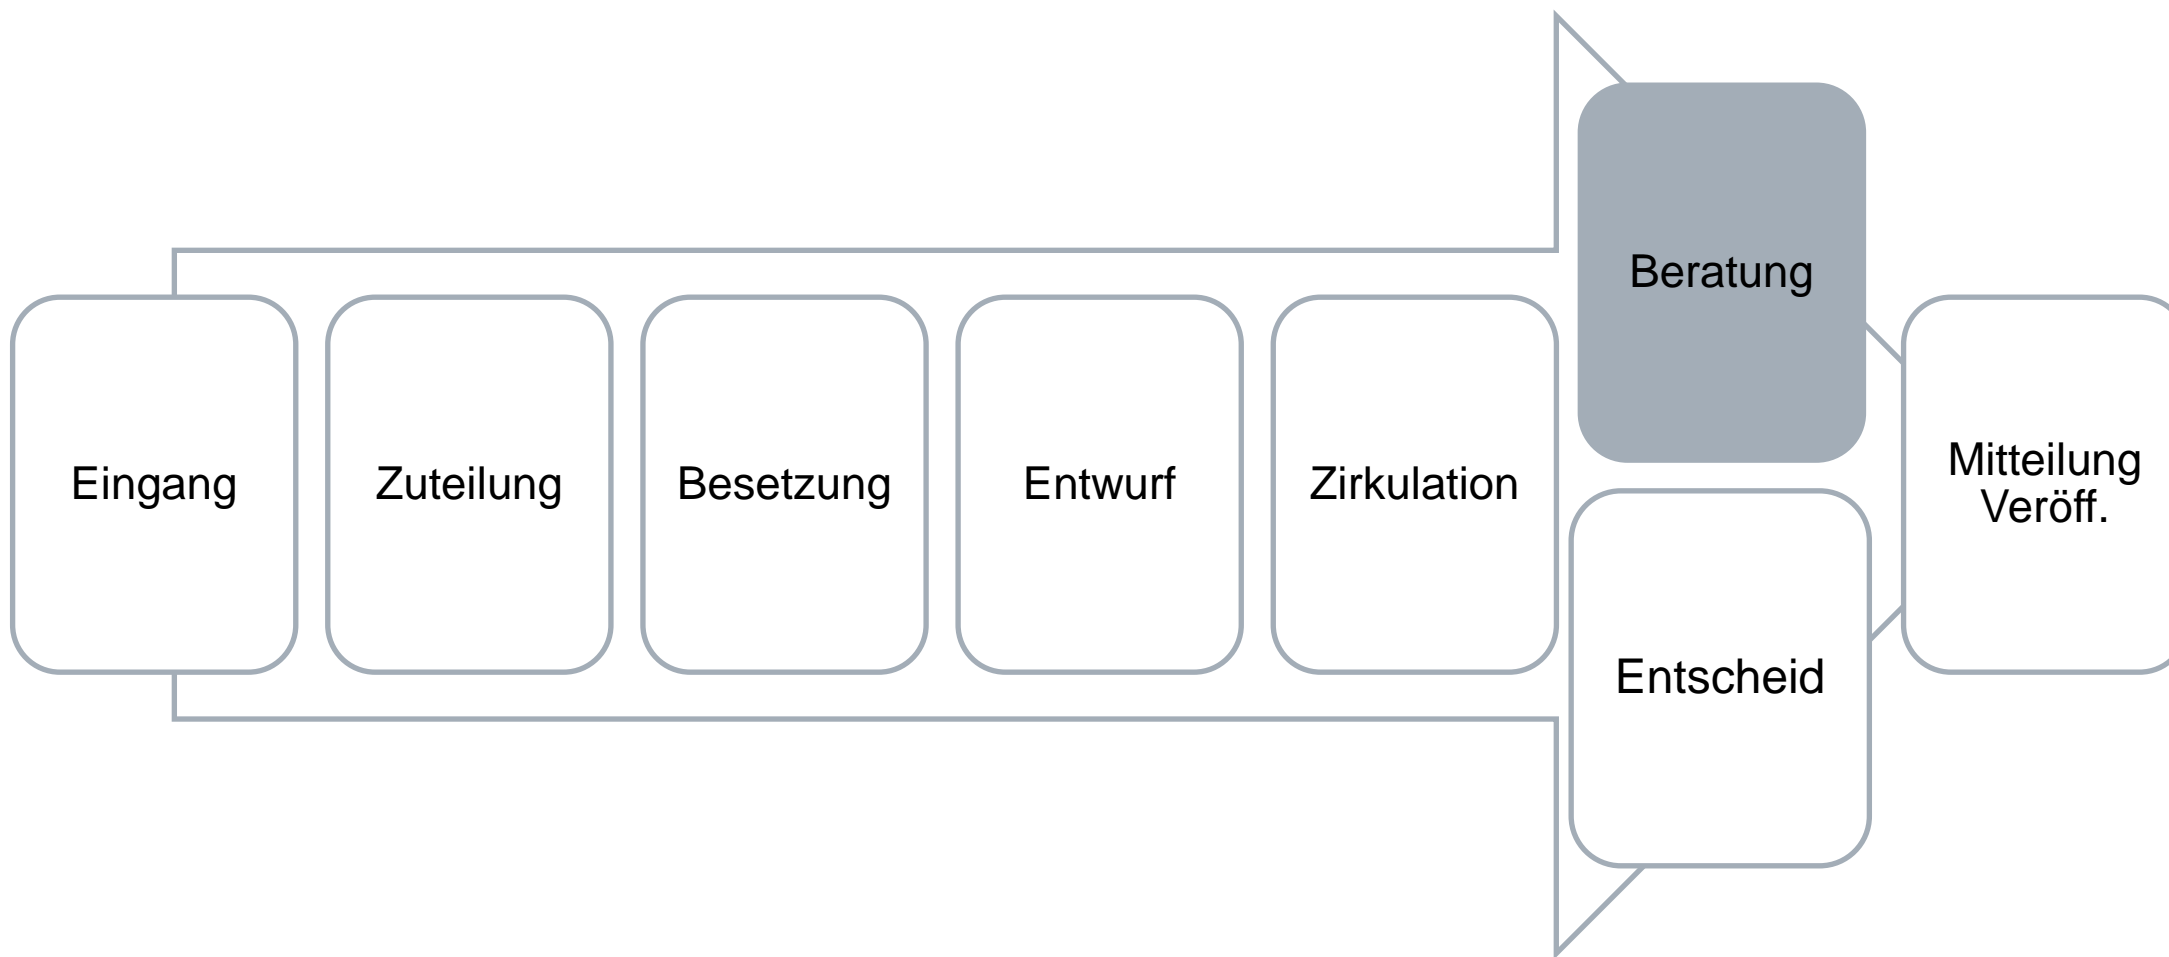 Eingang
Zuteilung
Besetzung
Entwurf
Zirkulation
Beratung
Entscheid
Mitteilung
Veröff.